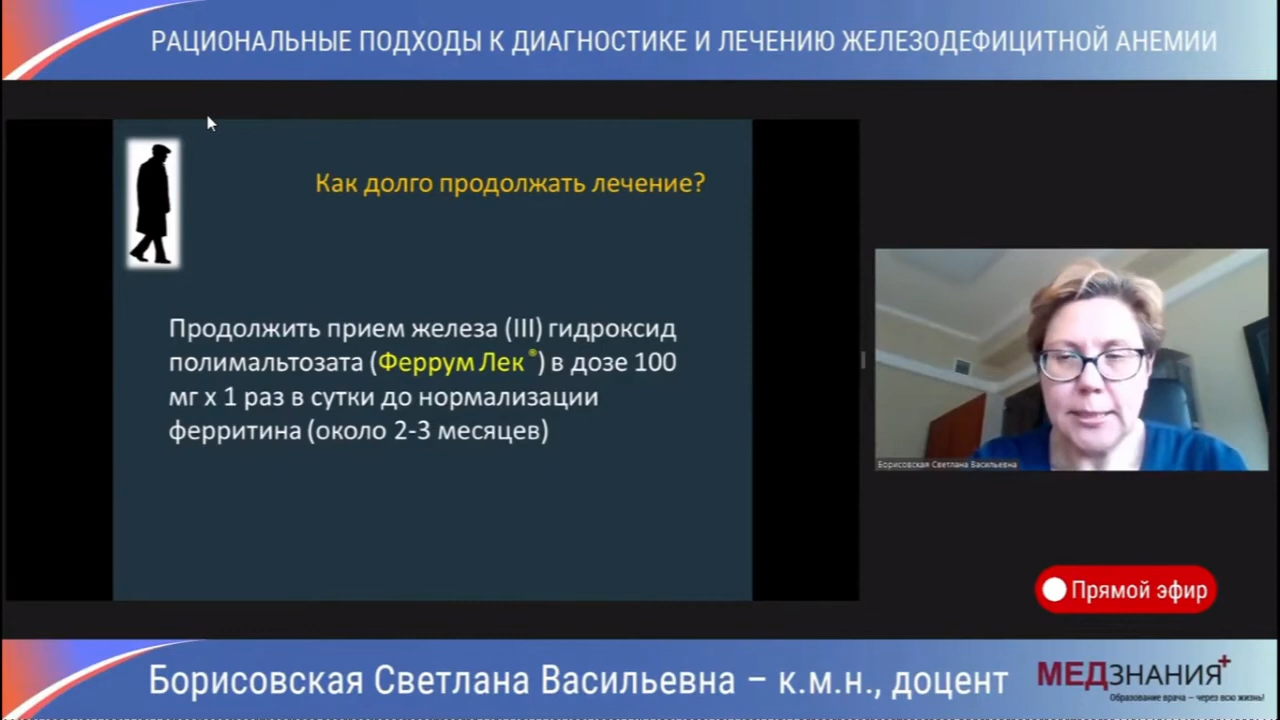 РАЦИОНАЛЬНЫЕ ПОДХОДЫ К ДИАГНОСТИКЕ И ЛЕЧЕНИЮ ЖЕЛЕЗОДЕФИЦИТНОЙ АНЕМИИ
Как долго продолжать лечение?
Продолжить прием железа (III) гидроксид
полимальтозата (Феррум Лек®) в дозе 100
мг х 1 раз в сутки до нормализации
ферритина (около 2-3 месяцев)
Борисовская Светлана Васильевна
Прямой эфир
Борисовская Светлана Васильевна – к.м.н., доцент
МЕДЗНАНИЯ+
Образование врача – через всю жизнь!